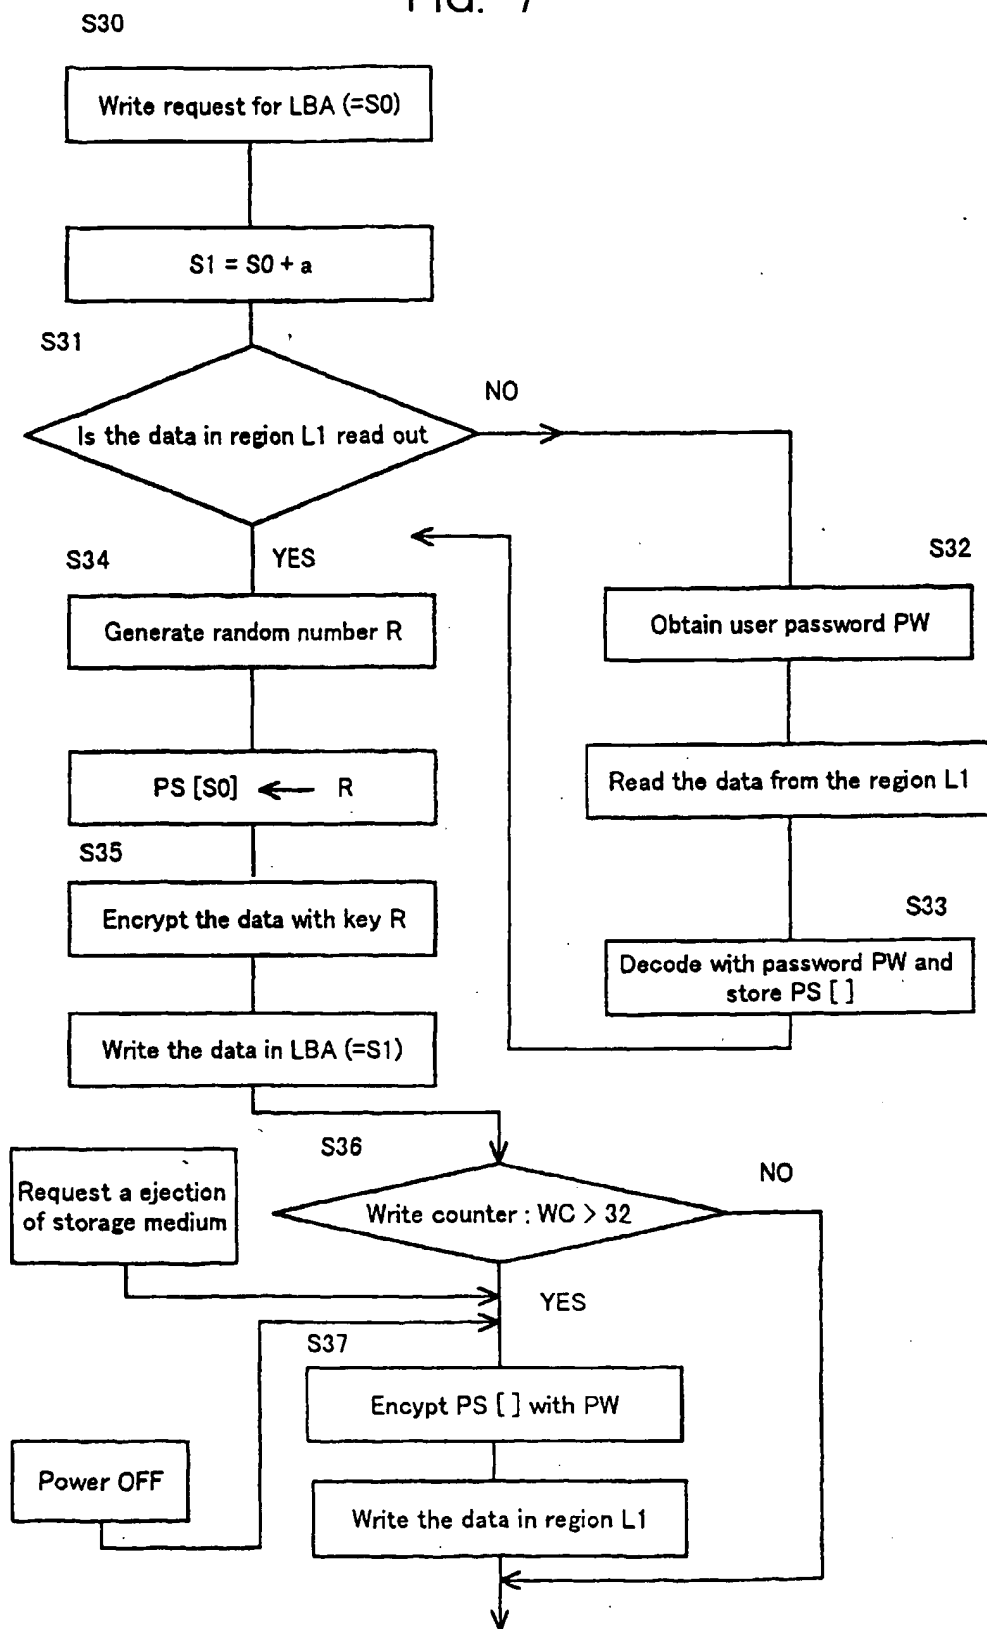 FIG. 7
S30
Write request for LBA (=S0)
S1 = S0 + a
S31
Is the data in region L1 read out
NO
YES
S32
Obtain user password PW
Read the data from the region L1
S33
Decode with password PW and
store PS [ ]
S34
Generate random number R
PS [S0] ← R
S35
Encrypt the data with key R
Write the data in LBA (=S1)
S36
Write counter : WC > 32
NO
YES
Request a ejection
of storage medium
S37
Encypt PS [ ] with PW
Power OFF
Write the data in region L1